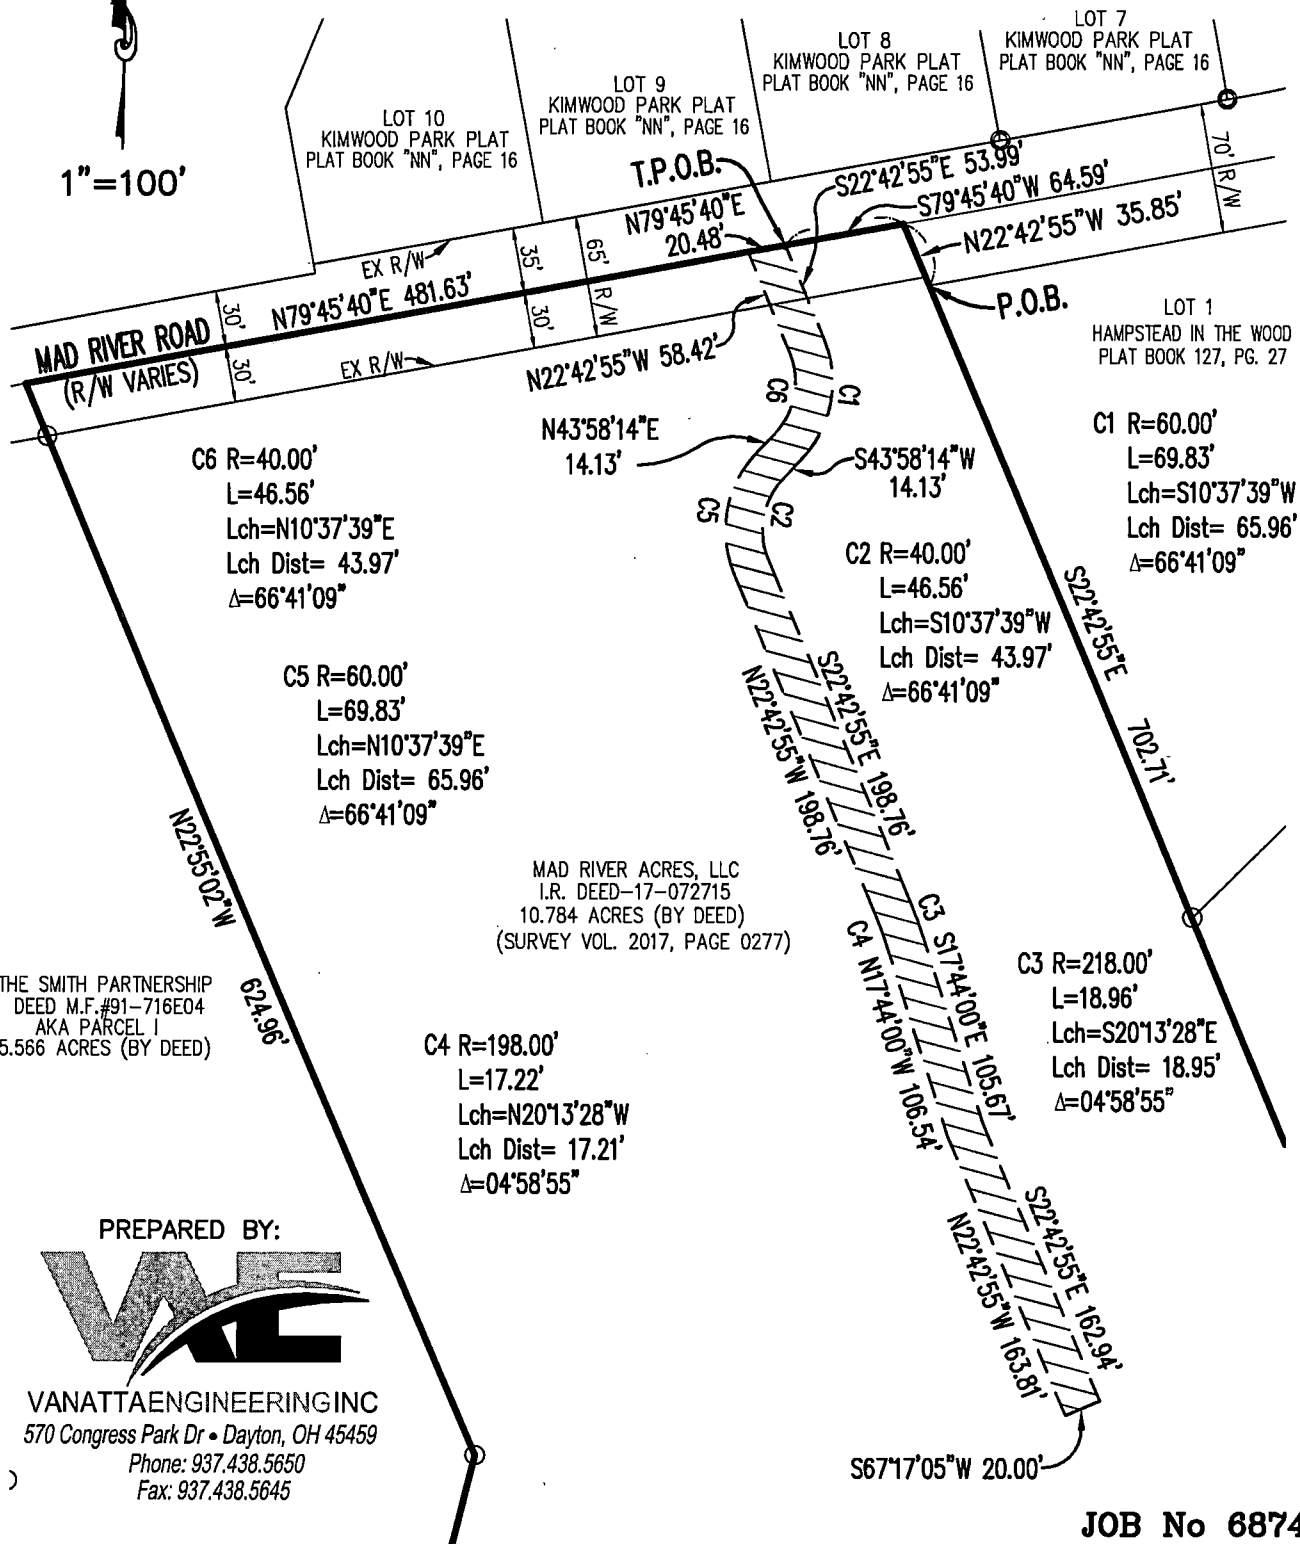 1"=100'
LOT 10
KIMWOOD PARK PLAT
PLAT BOOK "NN", PAGE 16
LOT 9
KIMWOOD PARK PLAT
PLAT BOOK "NN", PAGE 16
LOT 8
KIMWOOD PARK PLAT
PLAT BOOK "NN", PAGE 16
LOT 7
KIMWOOD PARK PLAT
PLAT BOOK "NN", PAGE 16
T.P.O.B.
S22°42'55"E 53.99'
S79°45'40"W 64.59'
N22°42'55"W 35.85'
70' R/W
N79°45'40"E
20.48'
EX R/W
35'
65' R/W
30'
30'
30'
N79°45'40"E 481.63'
MAD RIVER ROAD
(R/W VARIES)
EX R/W
P.O.B.
LOT 1
HAMPSTEAD IN THE WOOD
PLAT BOOK 127, PG. 27
N22°42'55"W 58.42'
C6
C1
N43°58'14"E
14.13'
S43°58'14"W
14.13'
C5
C2
C1 R=60.00'
L=69.83'
Lch=S10°37'39"W
Lch Dist= 65.96'
Δ=66°41'09"
C6 R=40.00'
L=46.56'
Lch=N10°37'39"E
Lch Dist= 43.97'
Δ=66°41'09"
C2 R=40.00'
L=46.56'
Lch=S10°37'39"W
Lch Dist= 43.97'
Δ=66°41'09"
S22°42'55"E 702.71'
C5 R=60.00'
L=69.83'
Lch=N10°37'39"E
Lch Dist= 65.96'
Δ=66°41'09"
S22°42'55"E 198.76'
N22°42'55"W 198.76'
N22°55'02"W 624.96'
MAD RIVER ACRES, LLC
I.R. DEED-17-072715
10.784 ACRES (BY DEED)
(SURVEY VOL. 2017, PAGE 0277)
C3 S17°44'00"E 105.67'
C4 N17°44'00"W 106.54'
THE SMITH PARTNERSHIP
DEED M.F.#91-716E04
AKA PARCEL I
5.566 ACRES (BY DEED)
C3 R=218.00'
L=18.96'
Lch=S20°13'28"E
Lch Dist= 18.95'
Δ=04°58'55"
C4 R=198.00'
L=17.22'
Lch=N20°13'28"W
Lch Dist= 17.21'
Δ=04°58'55"
S22°42'55"E 162.94'
N22°42'55"W 163.81'
S67°17'05"W 20.00'
PREPARED BY:
VAE
VANATTAENGINEERINGINC
570 Congress Park Dr • Dayton, OH 45459
Phone: 937.438.5650
Fax: 937.438.5645
JOB No 6874